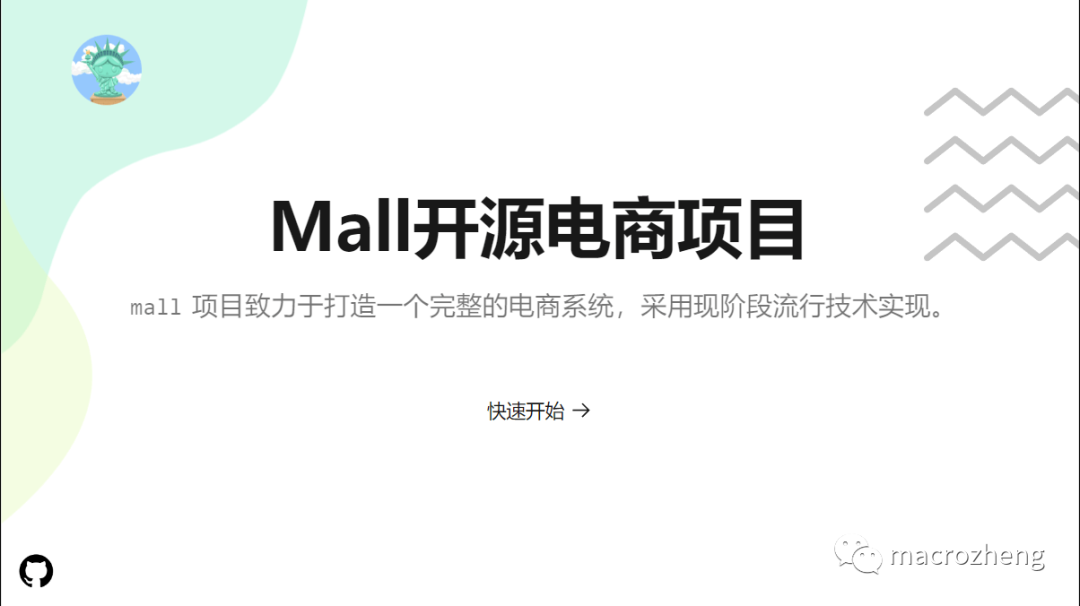 Mall开源电商项目
mall 项目致力于打造一个完整的电商系统，采用现阶段流行技术实现。
快速开始 →
macrozheng